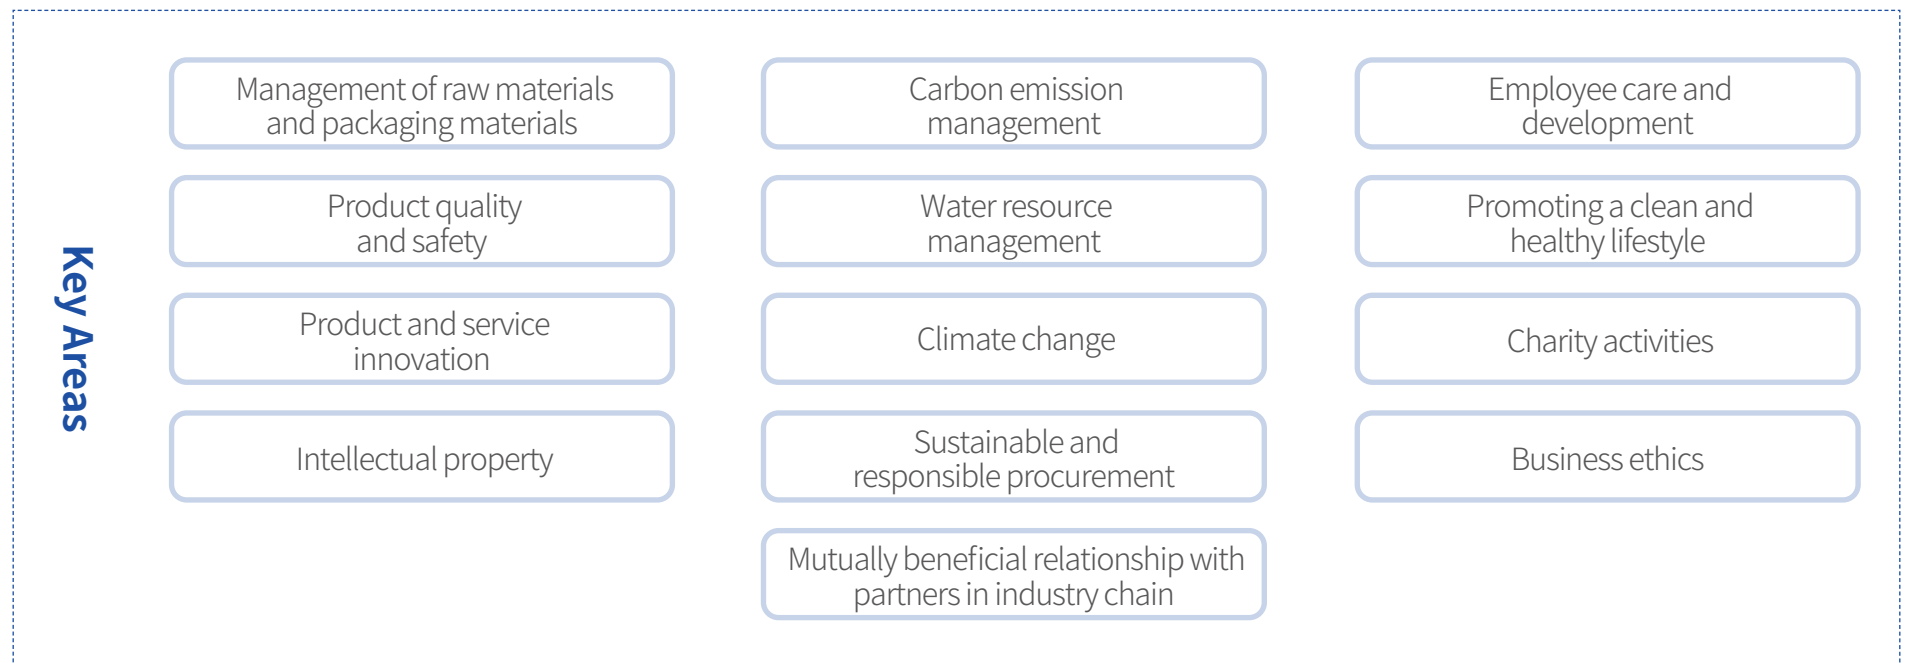 Key Areas
Management of raw materials
and packaging materials
Product quality
and safety
Product and service
innovation
Intellectual property
Carbon emission
management
Water resource
management
Climate change
Sustainable and
responsible procurement
Mutually beneficial relationship with
partners in industry chain
Employee care and
development
Promoting a clean and
healthy lifestyle
Charity activities
Business ethics